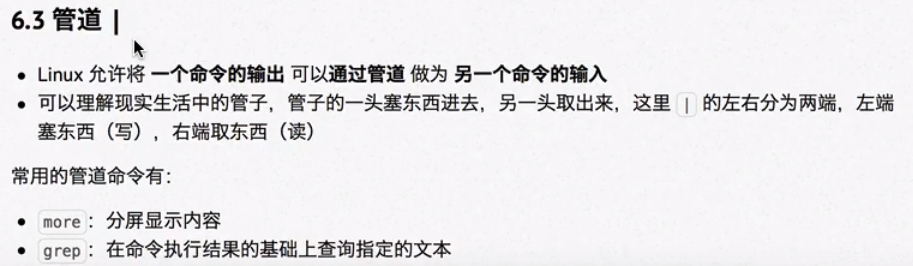 6.3 管道 |
Linux 允许将 一个命令的输出 可以通过管道 做为 另一个命令的输入
可以理解现实生活中的管子，管子的一头塞东西进去，另一头取出来，这里 | 的左右分为两端，左端
塞东西（写），右端取东西（读）
常用的管道命令有：
more：分屏显示内容
grep：在命令执行结果的基础上查询指定的文本